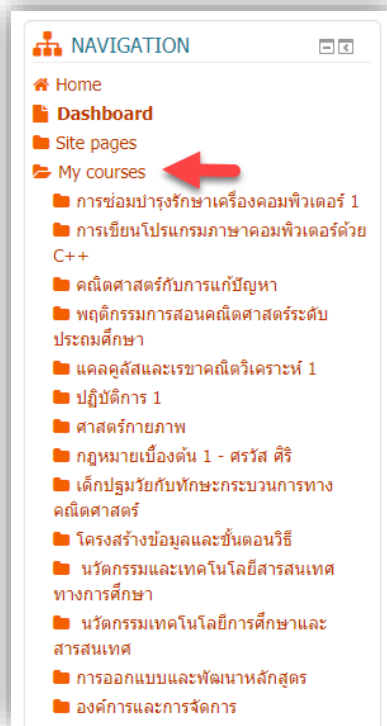 NAVIGATION
Home
Dashboard
Site pages
My courses
การซ่อมบำรุงรักษาเครื่องคอมพิวเตอร์ 1
การเขียนโปรแกรมภาษาคอมพิวเตอร์ด้วย
C++
คณิตศาสตร์กับการแก้ปัญหา
พฤติกรรมการสอนคณิตศาสตร์ระดับ
ประถมศึกษา
แคลคูลัสและเรขาคณิตวิเคราะห์ 1
ปฏิบัติการ 1
ศาสตร์กายภาพ
กฎหมายเบื้องต้น 1 - ศรวัส ศิริ
เด็กปฐมวัยกับทักษะกระบวนการทาง
คณิตศาสตร์
โครงสร้างข้อมูลและขั้นตอนวิธี
นวัตกรรมและเทคโนโลยีสารสนเทศ
ทางการศึกษา
นวัตกรรมเทคโนโลยีการศึกษาและ
สารสนเทศ
การออกแบบและพัฒนาหลักสูตร
องค์การและการจัดการ